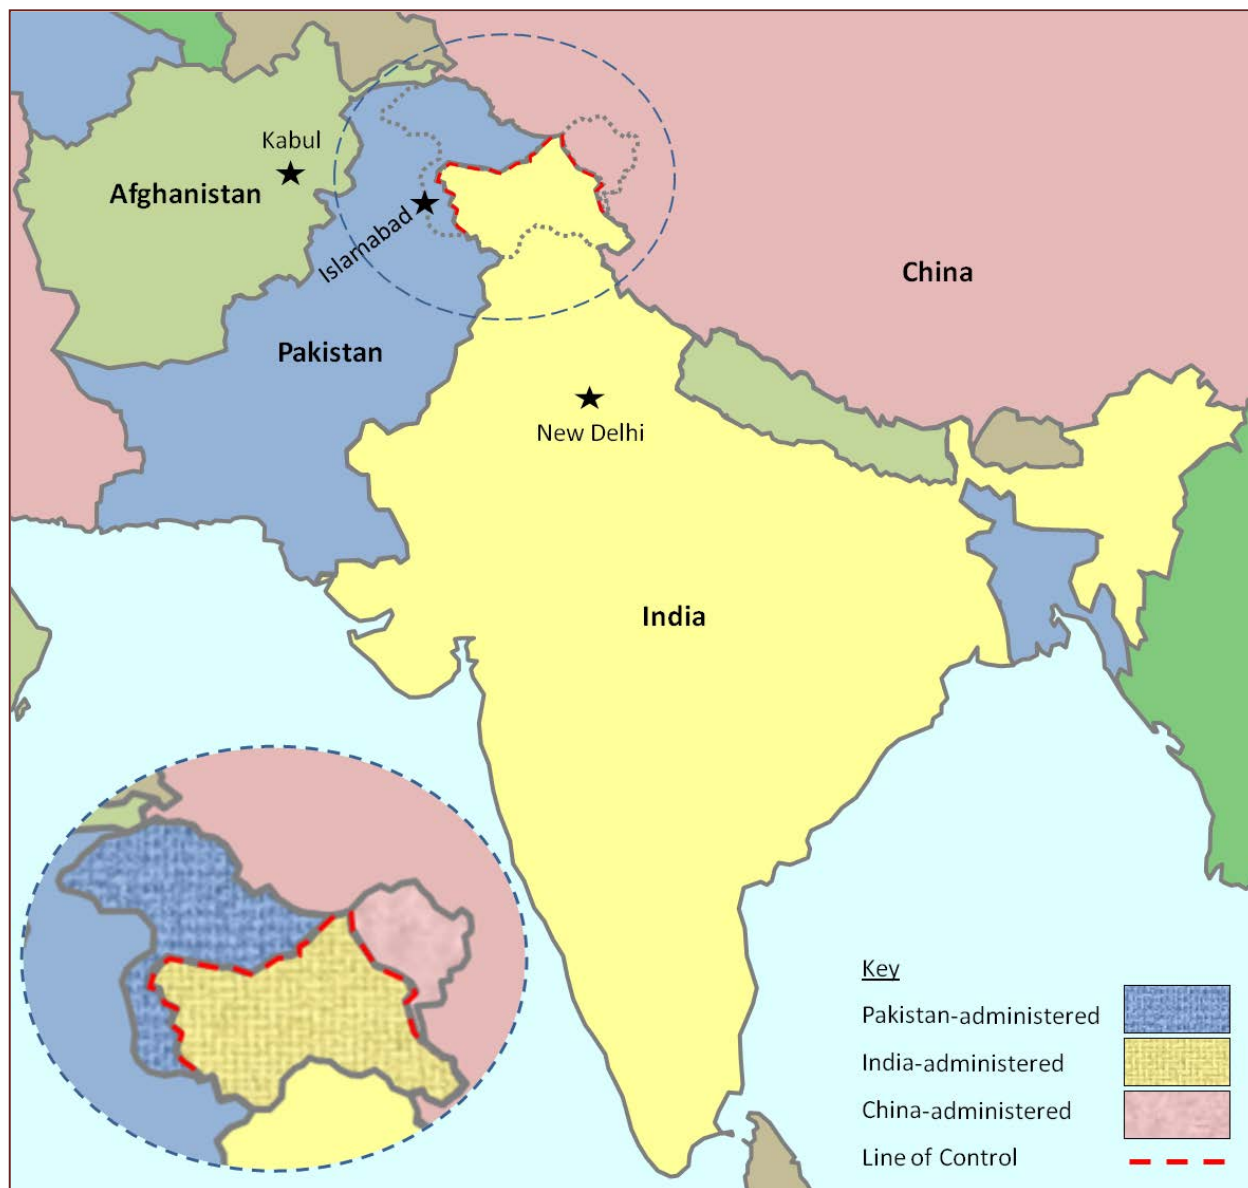 Kabul
Afghanistan
Islamabad
China
Pakistan
New Delhi
India
Key
Pakistan-administered
India-administered
China-administered
Line of Control